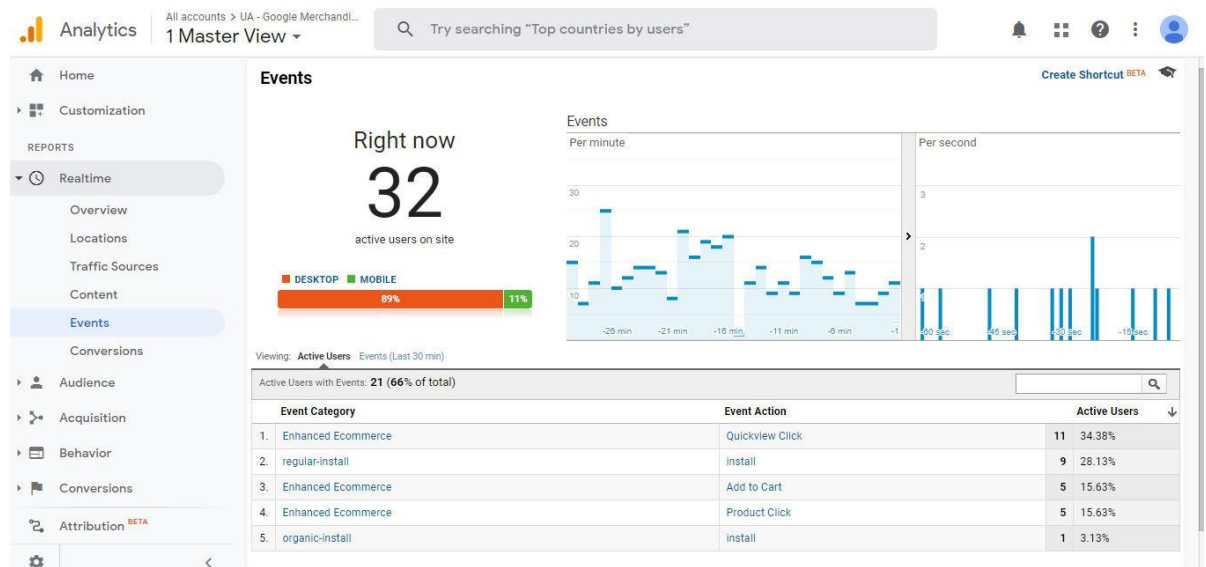 Analytics
All accounts > UA - Google Merchandi...
1 Master View
Try searching "Top countries by users"
Home
Customization
REPORTS
Realtime
Overview
Locations
Traffic Sources
Content
Events
Conversions
Audience
Acquisition
Behavior
Conversions
Attribution BETA
Events
Create Shortcut BETA
Right now
32
active users on site
DESKTOP MOBILE
89% 11%
Events
Per minute
30
20
10
-26 min -21 min -16 min -11 min -6 min -1
Per second
3
2
1
-60 sec -45 sec -30 sec -15 sec
Viewing: Active Users Events (Last 30 min)
Active Users with Events: 21 (66% of total)
Event Category Event Action Active Users
1. Enhanced Ecommerce Quickview Click 11 34.38%
2. regular-install install 9 28.13%
3. Enhanced Ecommerce Add to Cart 5 15.63%
4. Enhanced Ecommerce Product Click 5 15.63%
5. organic-install install 1 3.13%